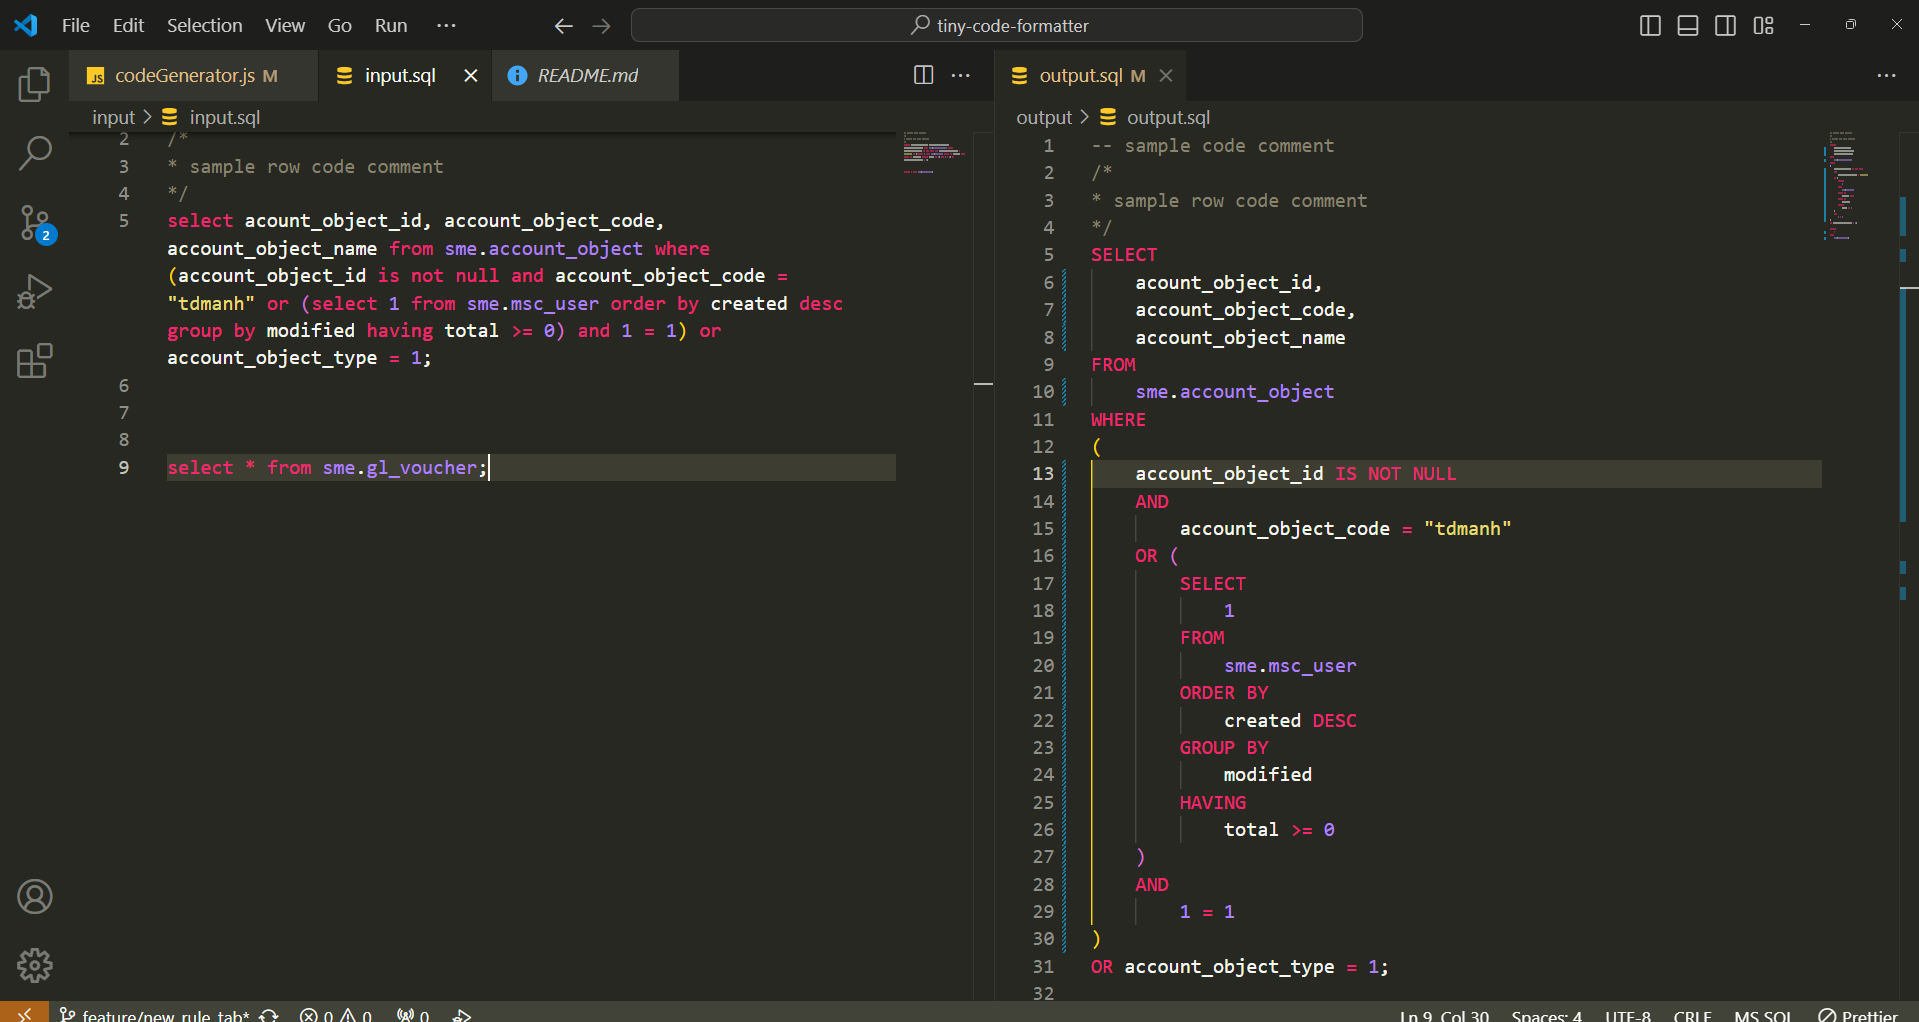 File Edit Selection View Go Run ··· tiny-code-formatter
codeGenerator.js M input.sql README.md ···
input > input.sql
2 /*
3 * sample row code comment
4 */
5 select acount_object_id, account_object_code,
account_object_name from sme.account_object where
(account_object_id is not null and account_object_code =
"tdmanh" or (select 1 from sme.msc_user order by created desc
group by modified having total >= 0) and 1 = 1) or
account_object_type = 1;
6
7
8
9 select * from sme.gl_voucher;
output.sql M ···
output > output.sql
1 -- sample code comment
2 /*
3 * sample row code comment
4 */
5 SELECT
6 acount_object_id,
7 account_object_code,
8 account_object_name
9 FROM
10 sme.account_object
11 WHERE
12 (
13 account_object_id IS NOT NULL
14 AND
15 account_object_code = "tdmanh"
16 OR (
17 SELECT
18 1
19 FROM
20 sme.msc_user
21 ORDER BY
22 created DESC
23 GROUP BY
24 modified
25 HAVING
26 total >= 0
27 )
28 AND
29 1 = 1
30 )
31 OR account_object_type = 1;
32
2
feature/new_rule_tab* 0 0 0 Ln 9, Col 30 Spaces: 4 UTF-8 CRLF MS SQL Prettier